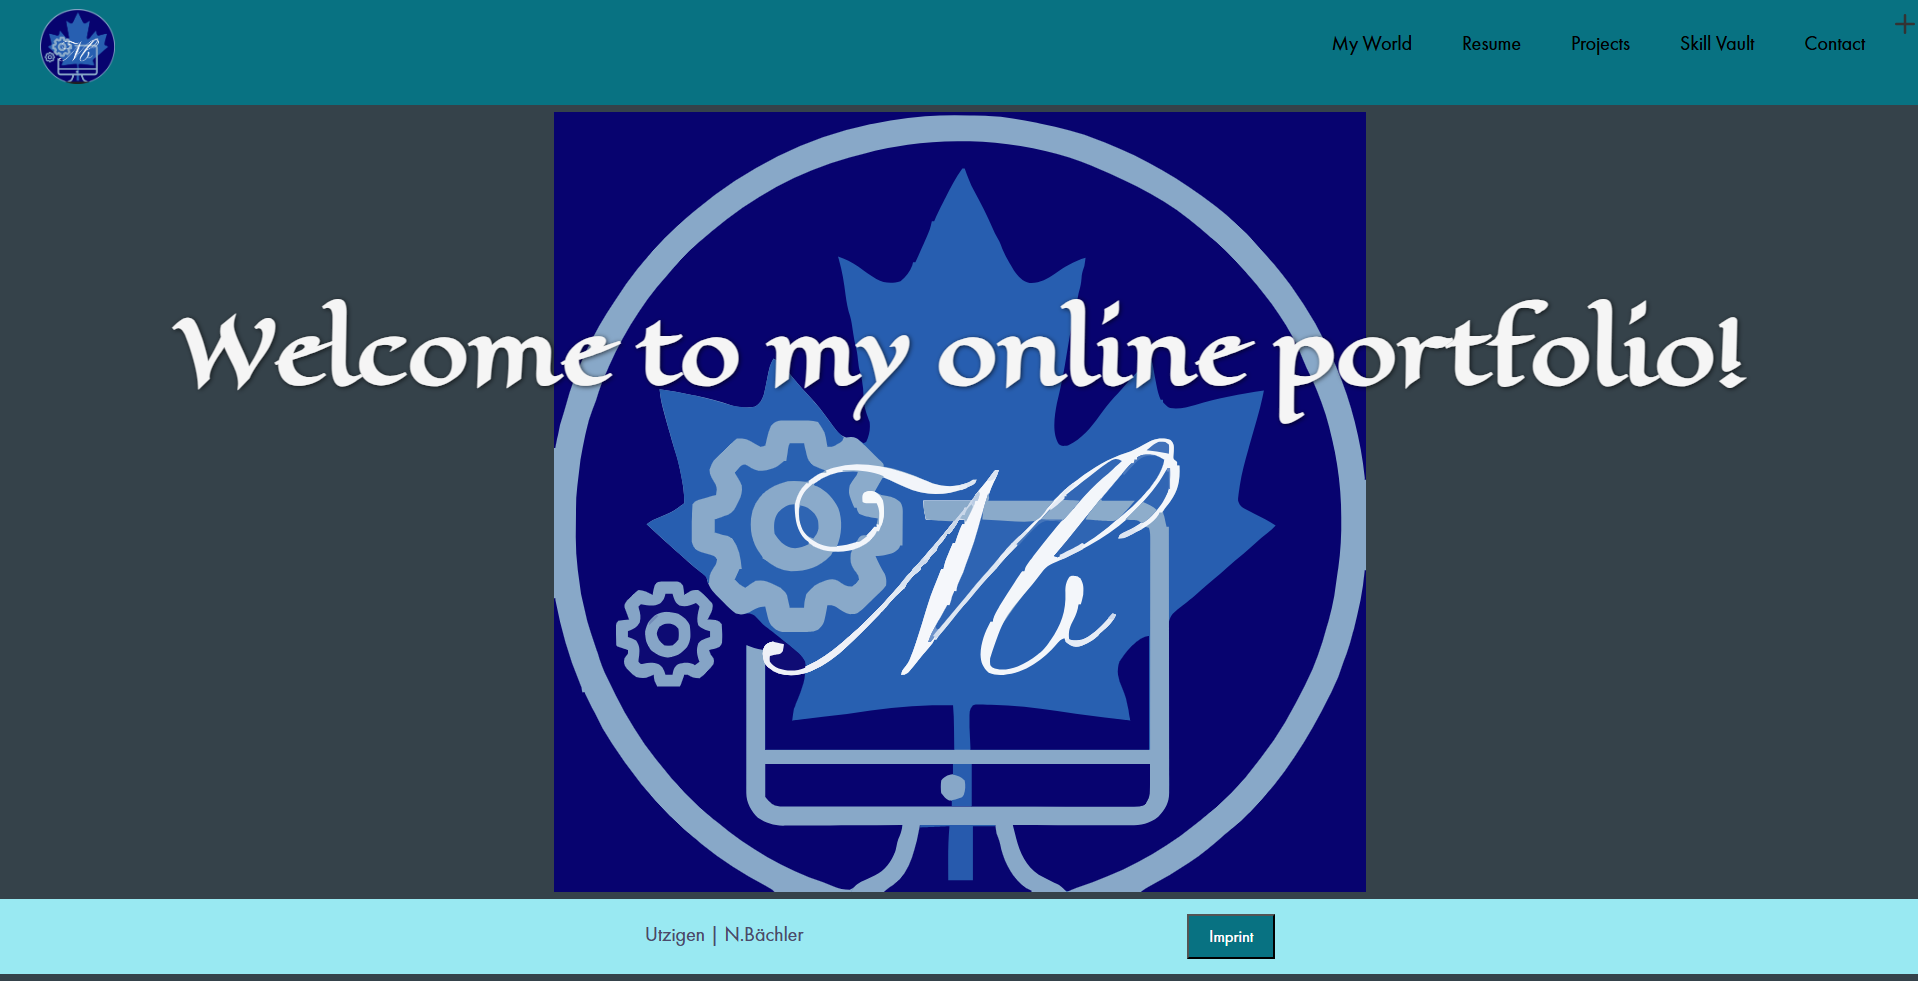 My World Resume Projects Skill Vault Contact
Welcome to my online portfolio!
Nb
Utzigen | N.Bächler
Imprint